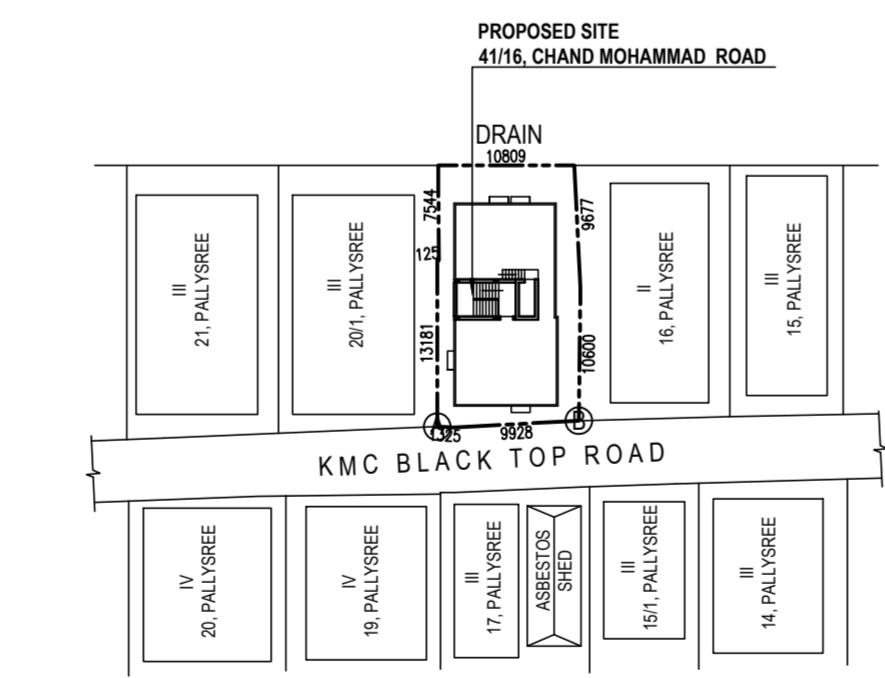 PROPOSED SITE
41/16, CHAND MOHAMMAD ROAD
DRAIN
10809
7544
125
13181
9677
10600
III
21, PALLYSREE
III
20/1, PALLYSREE
II
16, PALLYSREE
III
15, PALLYSREE
A
1325
9928
B
KMC BLACK TOP ROAD
IV
20, PALLYSREE
IV
19, PALLYSREE
III
17, PALLYSREE
ASBESTOS
SHED
III
15/1, PALLYSREE
III
14, PALLYSREE